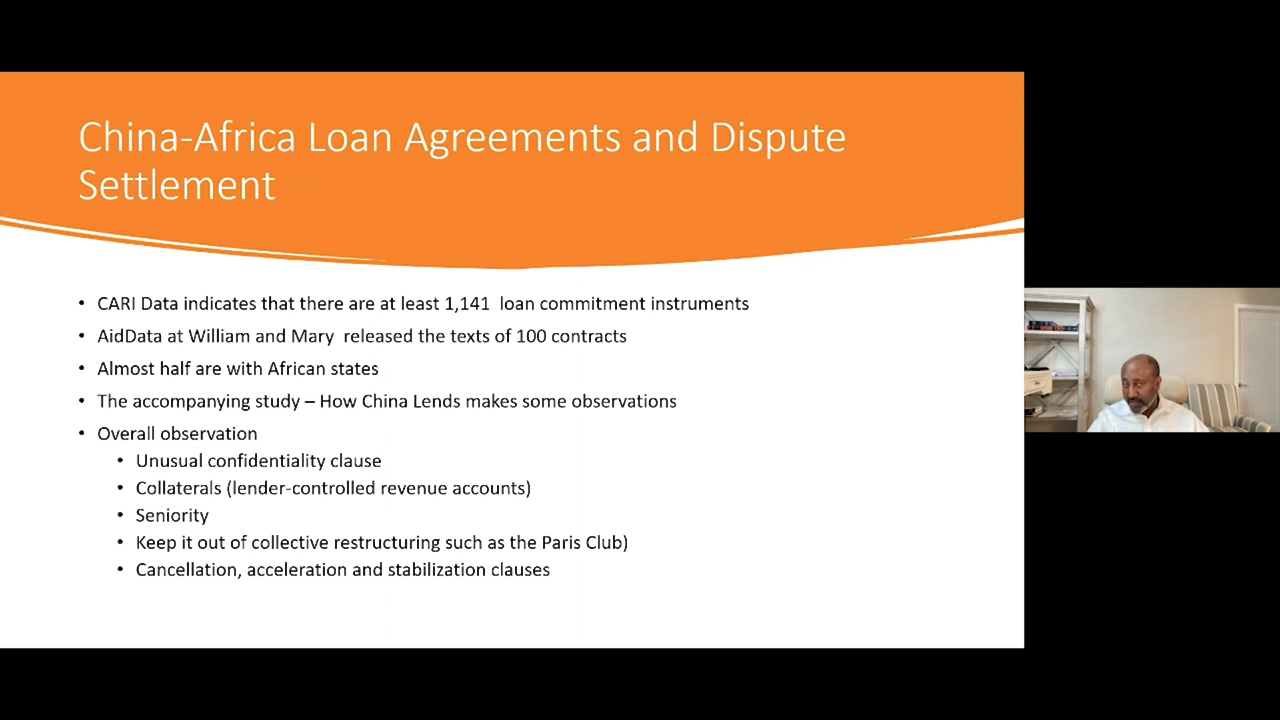 China-Africa Loan Agreements and Dispute
Settlement
• CARI Data indicates that there are at least 1,141 loan commitment instruments
• AidData at William and Mary released the texts of 100 contracts
• Almost half are with African states
• The accompanying study – How China Lends makes some observations
• Overall observation
• Unusual confidentiality clause
• Collaterals (lender-controlled revenue accounts)
• Seniority
• Keep it out of collective restructuring such as the Paris Club)
• Cancellation, acceleration and stabilization clauses